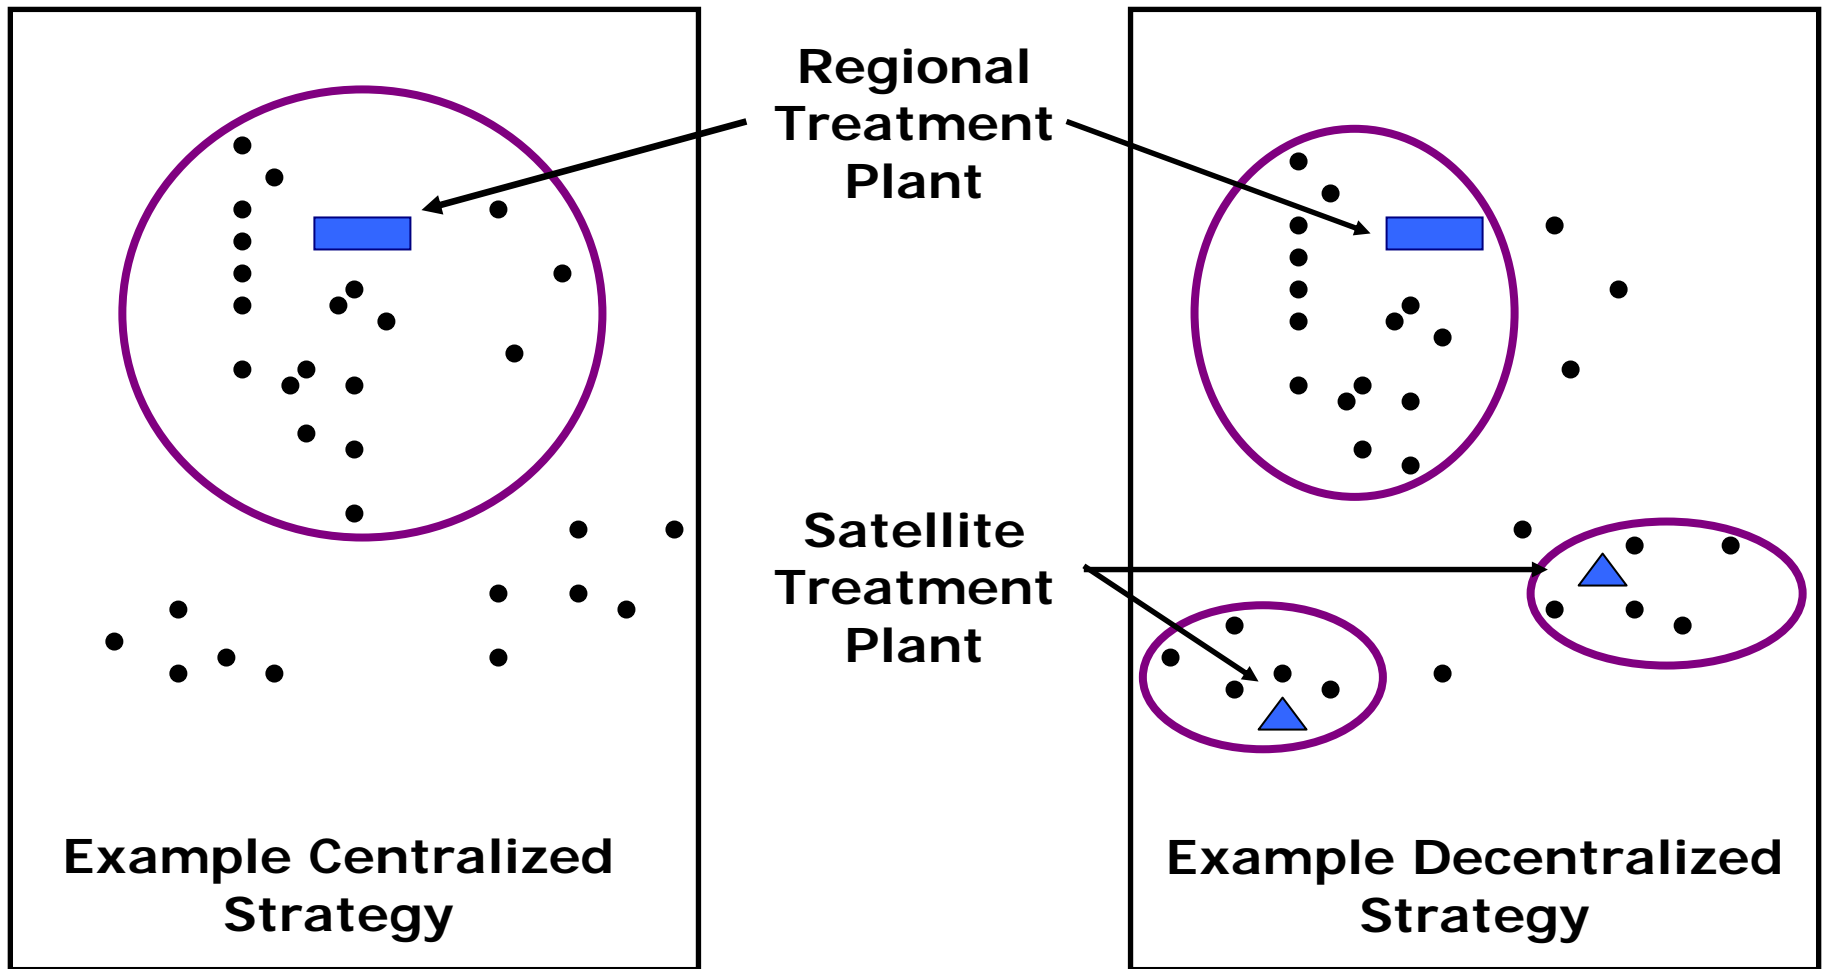 Regional
Treatment
Plant
Satellite
Treatment
Plant
Example Centralized
Strategy
Example Decentralized
Strategy